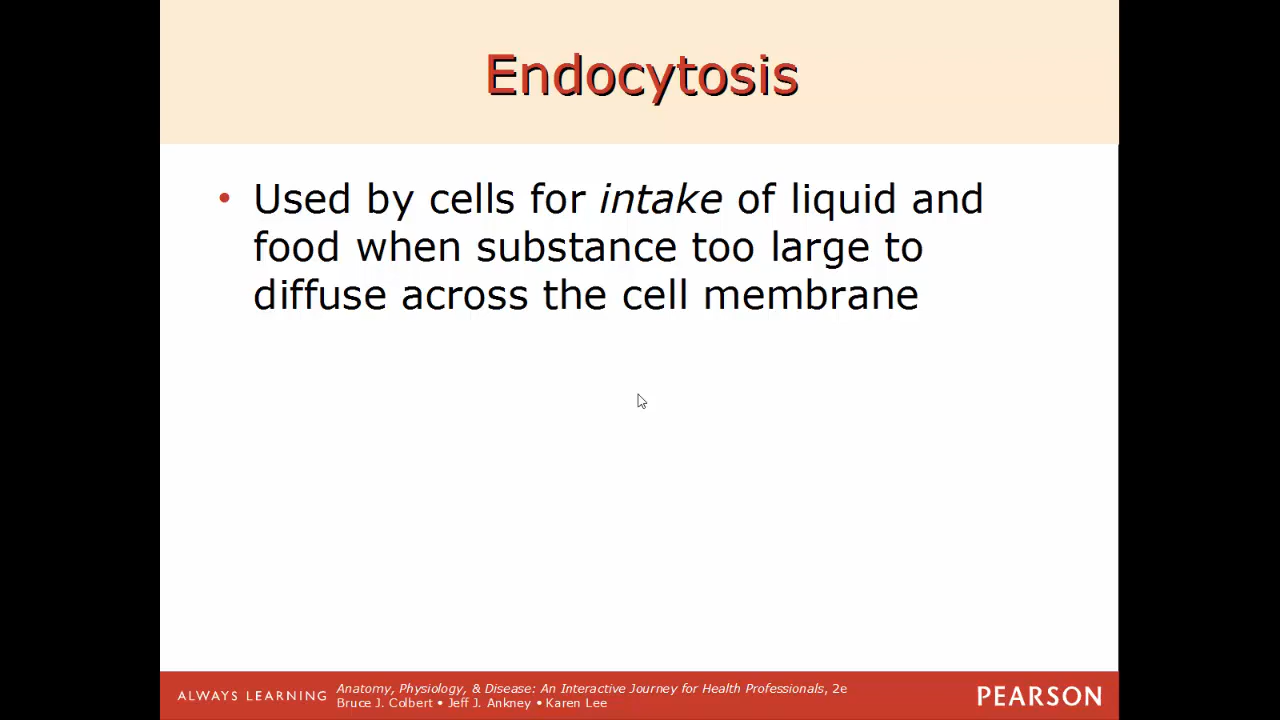 Endocytosis
• Used by cells for intake of liquid and
food when substance too large to
diffuse across the cell membrane
ALWAYS LEARNING
Anatomy, Physiology, & Disease: An Interactive Journey for Health Professionals, 2e
Bruce J. Colbert • Jeff J. Ankney • Karen Lee
PEARSON